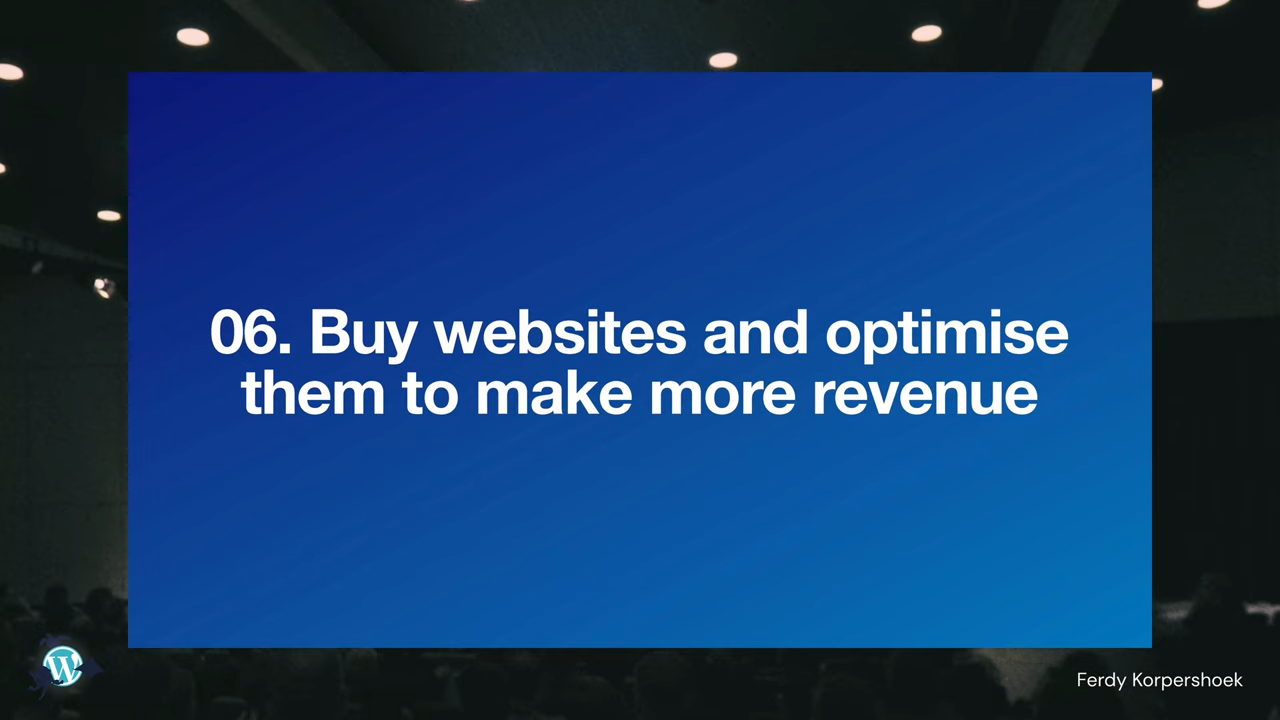 06. Buy websites and optimise
them to make more revenue
Ferdy Korpershoek